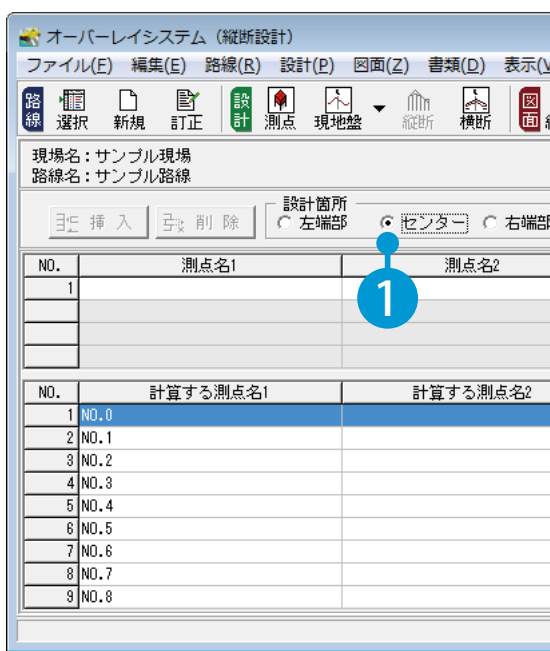 オーバーレイシステム（縦断設計）
ファイル(F) 編集(E) 路線(R) 設計(P) 図面(Z) 書類(D) 表示(V
路線 選択 新規 訂正 設計 測点 現地盤 縦断 横断 図面
現場名：サンプル現場
路線名：サンプル路線
挿 入 削 除 設計箇所 左端部 センター 右端部
1
NO. 測点名1 測点名2
1
NO. 計算する測点名1 計算する測点名2
1 NO.0
2 NO.1
3 NO.2
4 NO.3
5 NO.4
6 NO.5
7 NO.6
8 NO.7
9 NO.8